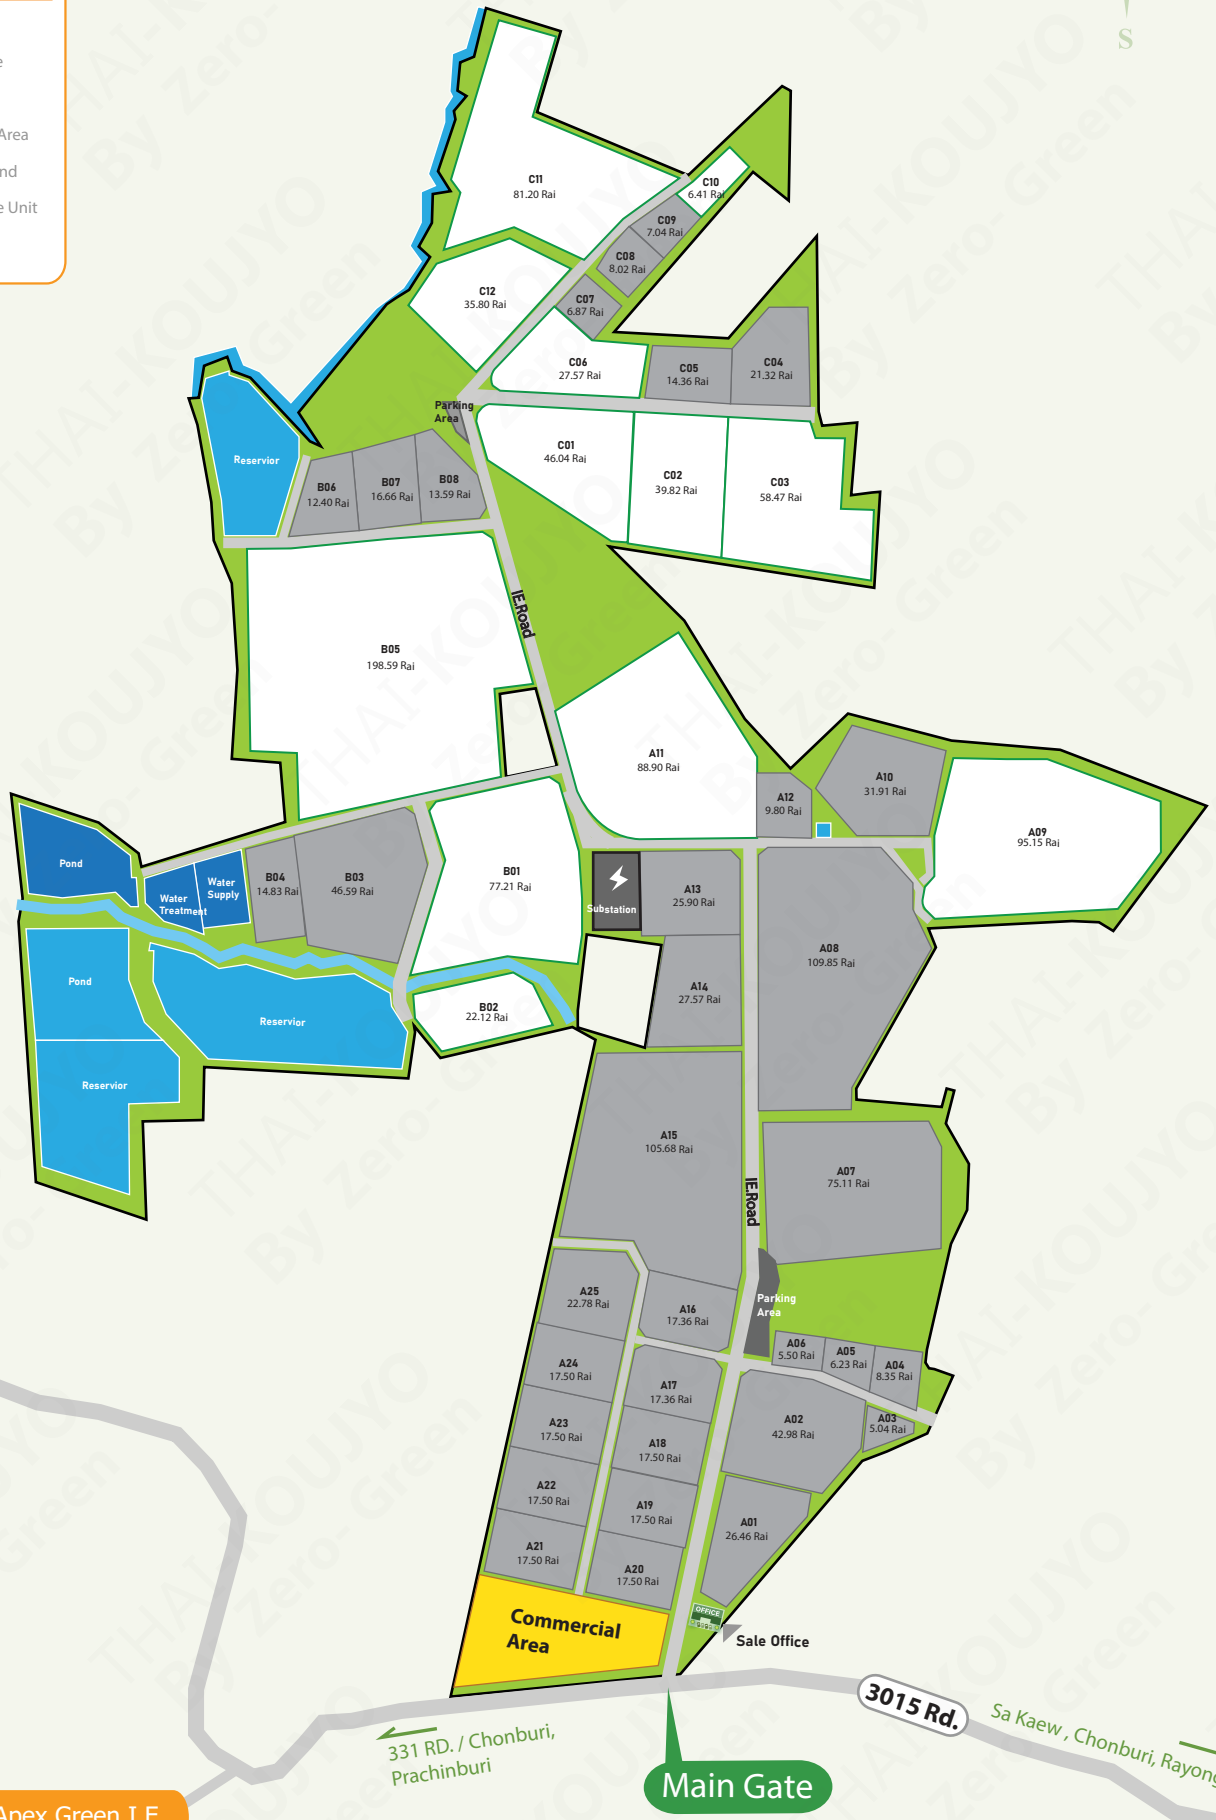 S
e
Area
nd
e Unit
C11
81.20 Rai
C10
6.41 Rai
C09
7.04 Rai
C08
8.02 Rai
C12
35.80 Rai
C07
6.87 Rai
C06
27.57 Rai
C05
14.36 Rai
C04
21.32 Rai
Parking
Area
C01
46.04 Rai
C02
39.82 Rai
C03
58.47 Rai
Reservior
B06
12.40 Rai
B07
16.66 Rai
B08
13.59 Rai
IE.Road
B05
198.59 Rai
A11
88.90 Rai
A12
9.80 Rai
A10
31.91 Rai
A09
95.15 Rai
Pond
Water
Treatment
Water
Supply
B04
14.83 Rai
B03
46.59 Rai
B01
77.21 Rai
Substation
A13
25.90 Rai
A08
109.85 Rai
Pond
Reservior
B02
22.12 Rai
A14
27.57 Rai
Reservior
A15
105.68 Rai
IE.Road
A07
75.11 Rai
A25
22.78 Rai
A16
17.36 Rai
Parking
Area
A06
5.50 Rai
A05
6.23 Rai
A04
8.35 Rai
A24
17.50 Rai
A17
17.36 Rai
A02
42.98 Rai
A03
5.04 Rai
A23
17.50 Rai
A18
17.50 Rai
A22
17.50 Rai
A19
17.50 Rai
A01
26.46 Rai
A21
17.50 Rai
A20
17.50 Rai
OFFICE
Commercial
Area
Sale Office
3015 Rd.
331 RD. / Chonburi,
Prachinburi
Sa Kaew , Chonburi, Rayong
Main Gate
Apex Green I.E.
THAI-KOUJYO
By Zero- Green